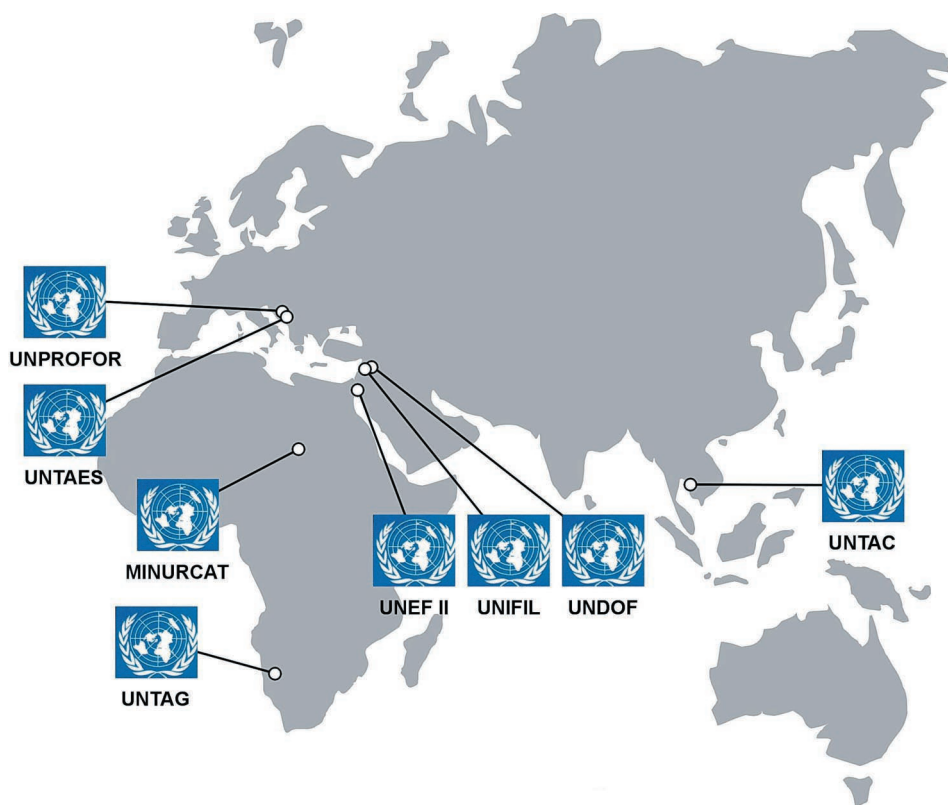 UNPROFOR
UNTAES
MINURCAT
UNTAG
UNEF II
UNIFIL
UNDOF
UNTAC